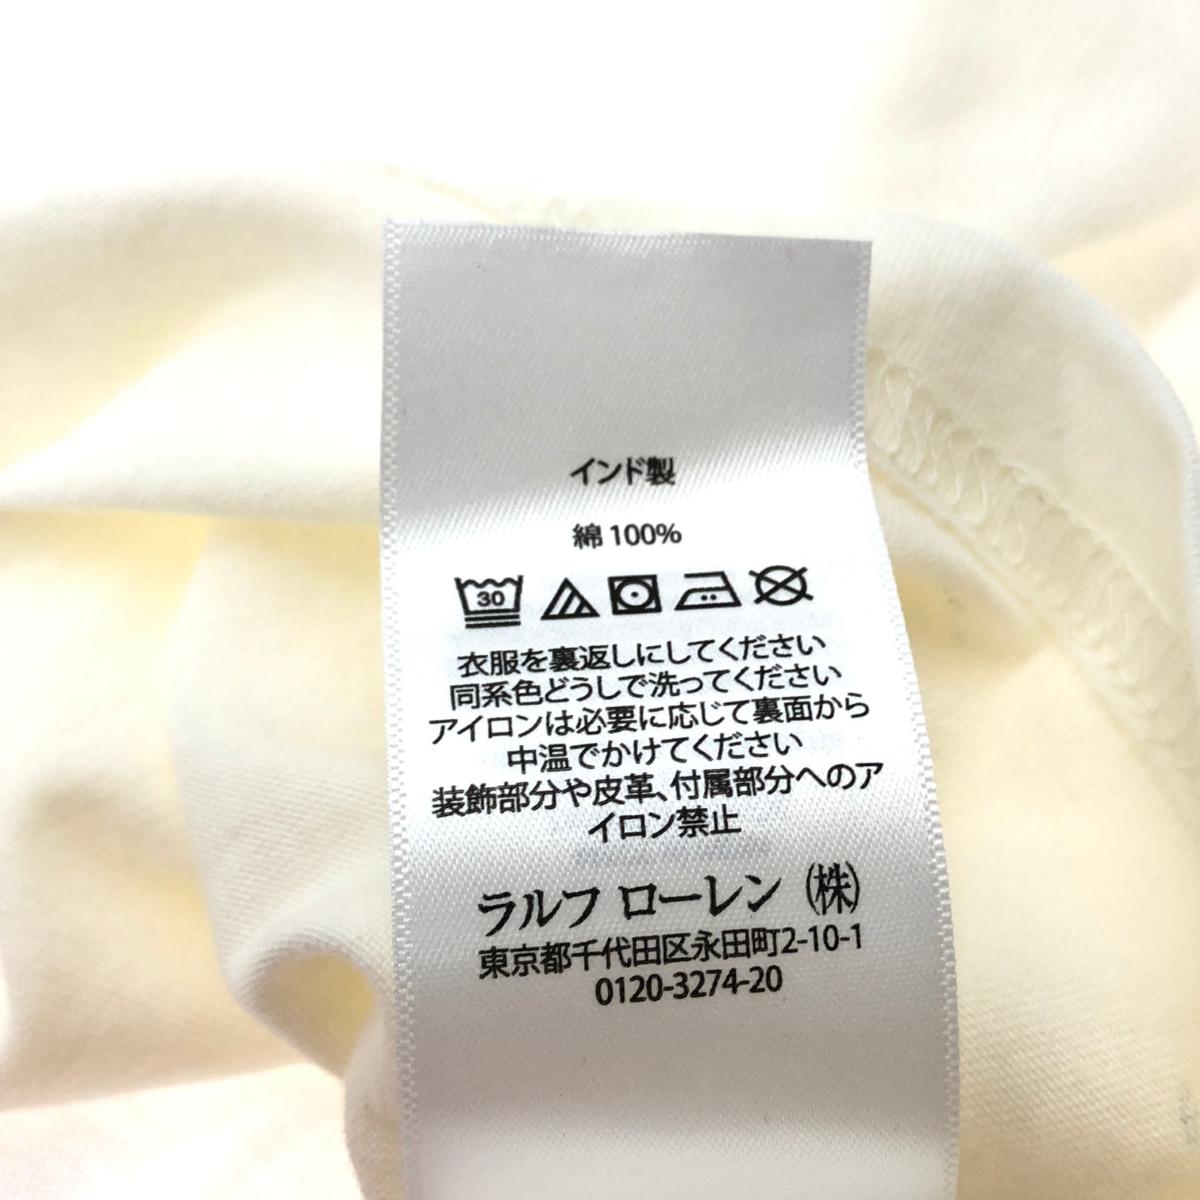 インド製
綿 100%
30
衣服を裏返しにしてください
同系色どうしで洗ってください
アイロンは必要に応じて裏面から
中温でかけてください
装飾部分や皮革、付属部分へのア
イロン禁止
ラルフ ローレン (株)
東京都千代田区永田町2-10-1
0120-3274-20